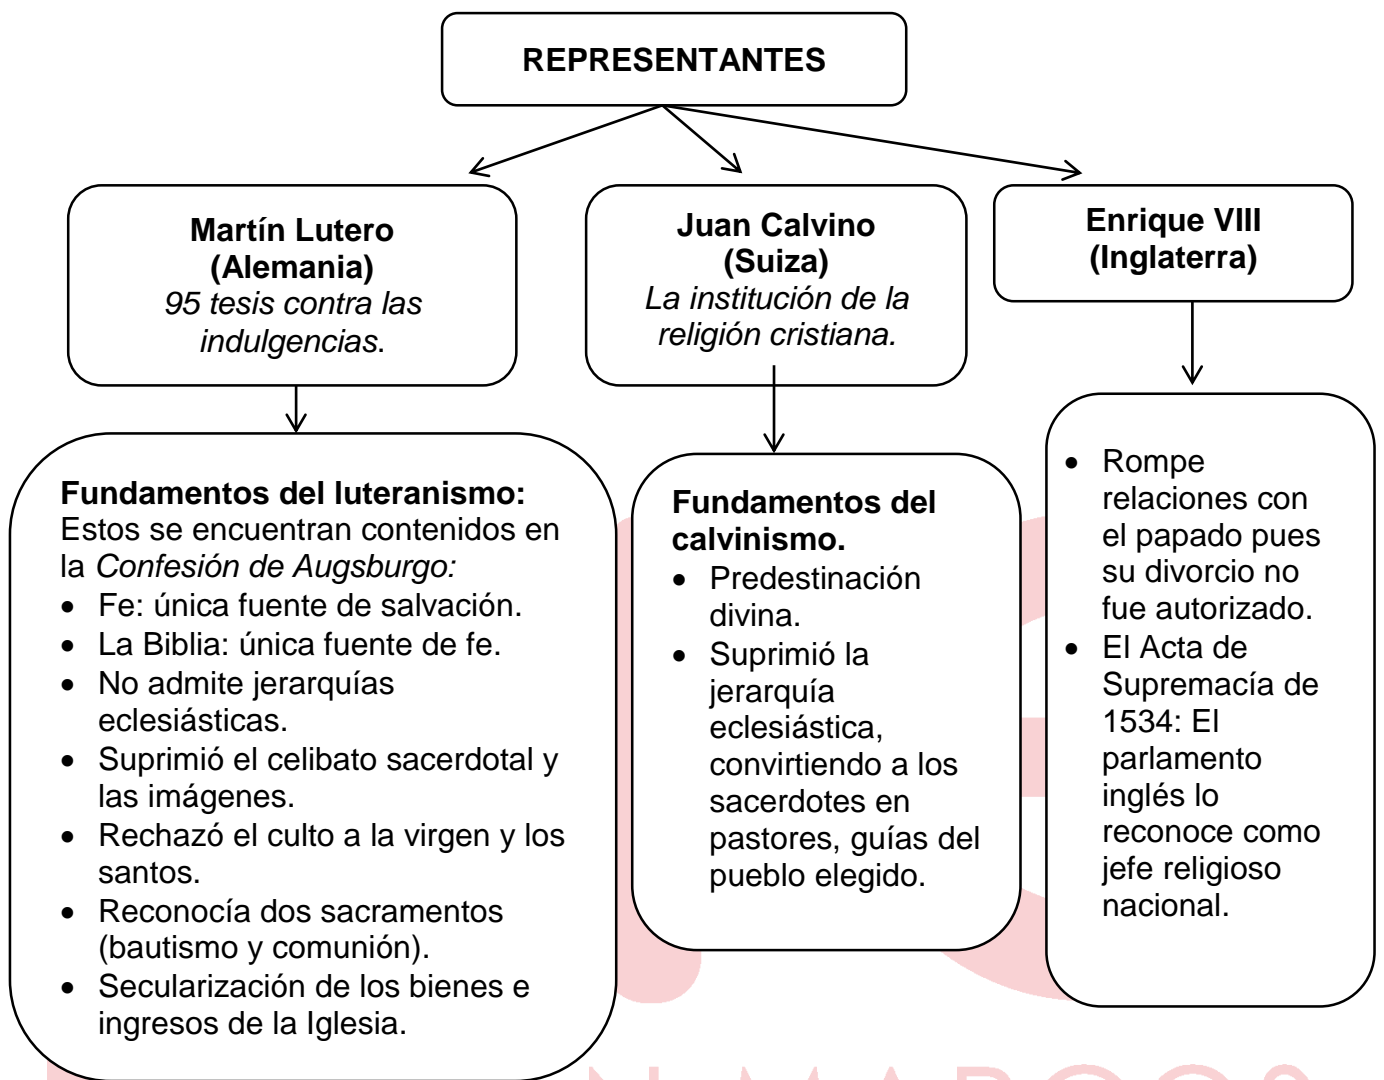 REPRESENTANTES
Martín Lutero
(Alemania)
95 tesis contra las
indulgencias.
Juan Calvino
(Suiza)
La institución de la
religión cristiana.
Enrique VIII
(Inglaterra)
Fundamentos del luteranismo:
Estos se encuentran contenidos en
la Confesión de Augsburgo:
• Fe: única fuente de salvación.
• La Biblia: única fuente de fe.
• No admite jerarquías
eclesiásticas.
• Suprimió el celibato sacerdotal y
las imágenes.
• Rechazó el culto a la virgen y los
santos.
• Reconocía dos sacramentos
(bautismo y comunión).
• Secularización de los bienes e
ingresos de la Iglesia.
Fundamentos del
calvinismo.
• Predestinación
divina.
• Suprimió la
jerarquía
eclesiástica,
convirtiendo a los
sacerdotes en
pastores, guías del
pueblo elegido.
• Rompe
relaciones con
el papado pues
su divorcio no
fue autorizado.
• El Acta de
Supremacía de
1534: El
parlamento
inglés lo
reconoce como
jefe religioso
nacional.